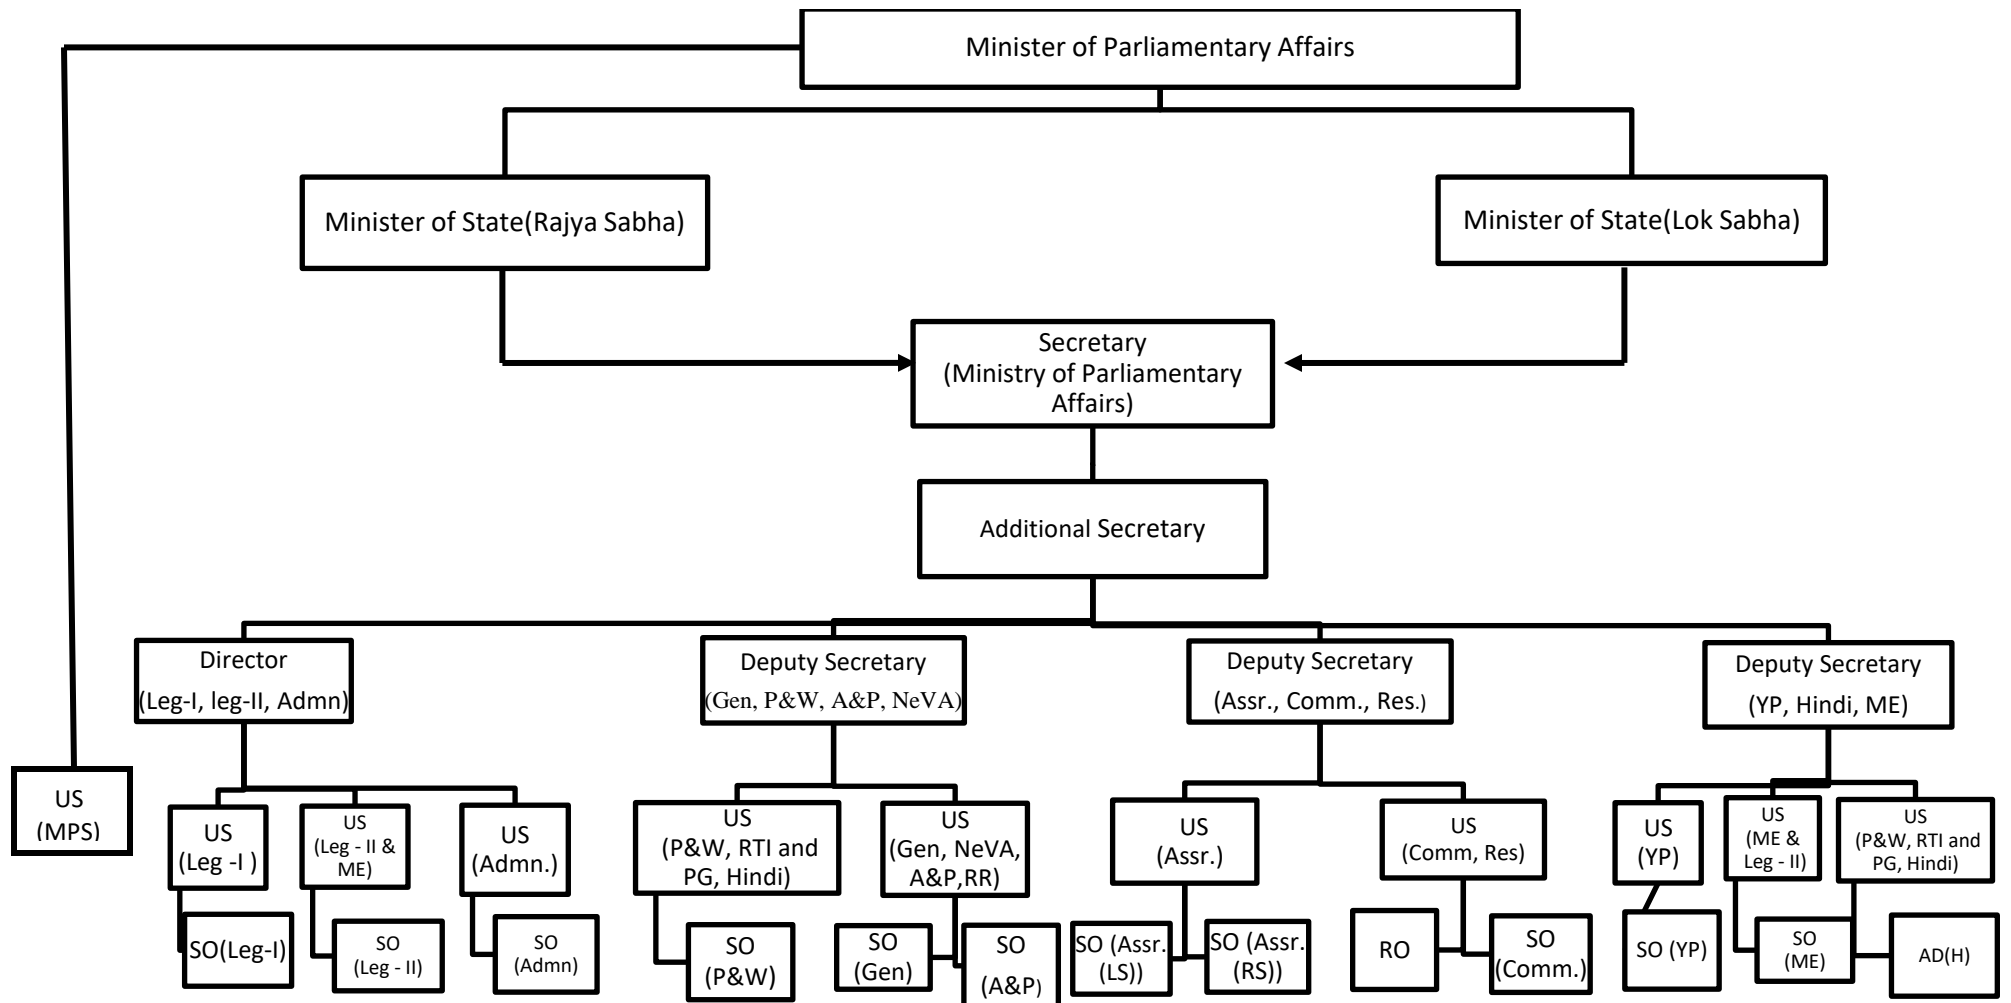 Minister of Parliamentary Affairs
Minister of State(Rajya Sabha)
Minister of State(Lok Sabha)
Secretary
(Ministry of Parliamentary
Affairs)
Additional Secretary
Director
(Leg-I, leg-II, Admn)
Deputy Secretary
(Gen, P&W, A&P, NeVA)
Deputy Secretary
(Assr., Comm., Res.)
Deputy Secretary
(YP, Hindi, ME)
US
(MPS)
US
(Leg -I )
US
(Leg - II &
ME)
US
(Admn.)
US
(P&W, RTI and
PG, Hindi)
US
(Gen, NeVA,
A&P,RR)
US
(Assr.)
US
(Comm, Res)
US
(YP)
US
(ME &
Leg - II)
US
(P&W, RTI and
PG, Hindi)
SO(Leg-I)
SO
(Leg - II)
SO
(Admn)
SO
(P&W)
SO
(Gen)
SO
(A&P)
SO (Assr.
(LS))
SO (Assr.
(RS))
RO
SO
(Comm.)
SO (YP)
SO
(ME)
AD(H)